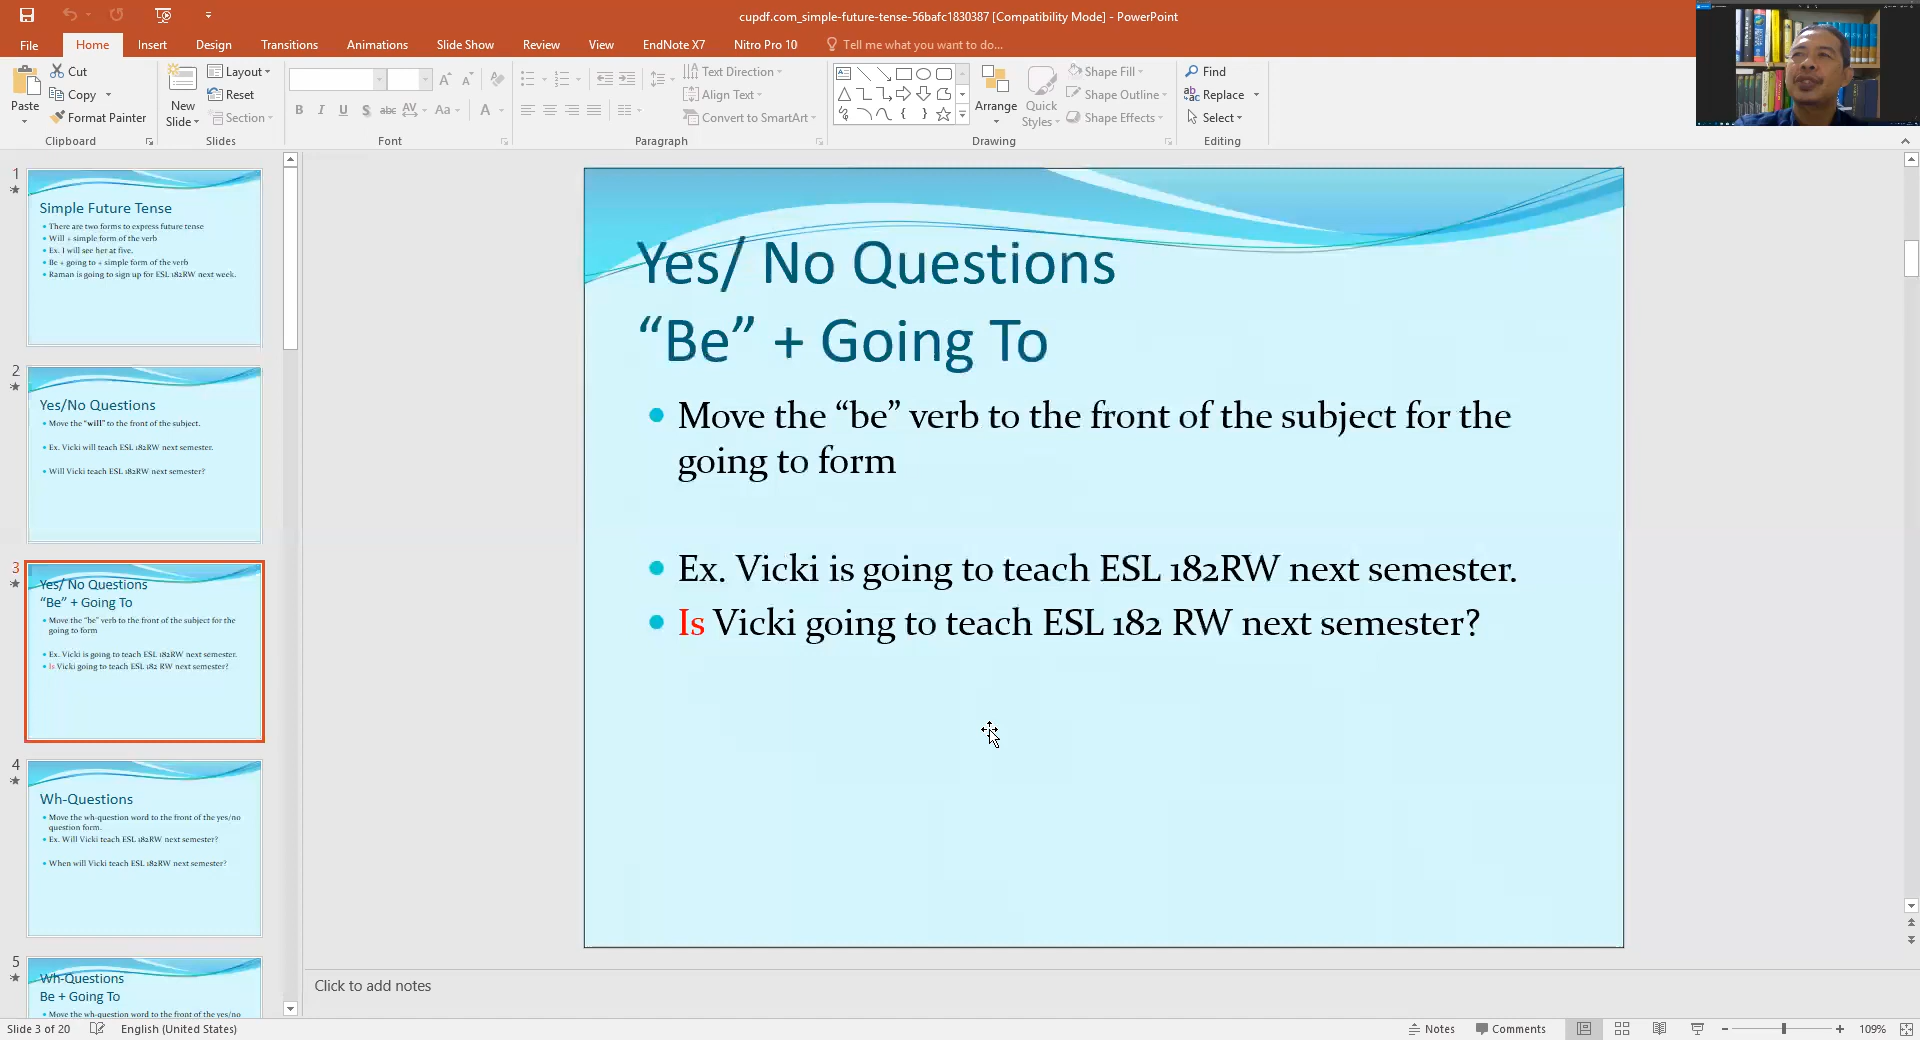 cupdf.com_simple-future-tense-56bafc1830387 [Compatibility Mode] - PowerPoint
File Home Insert Design Transitions Animations Slide Show Review View EndNote X7 Nitro Pro 10 Tell me what you want to do...
Paste
Cut
Copy
Format Painter
Clipboard
New
Slide
Layout
Reset
Section
Slides
B I U S abc AV Aa A
Font
Text Direction
Align Text
Convert to SmartArt
Paragraph
Arrange
Quick
Styles
Shape Fill
Shape Outline
Shape Effects
Drawing
Find
Replace
Select
Editing
1
Simple Future Tense
There are two forms to express future tense
Will + simple form of the verb
Ex. I will see her at five.
Be + going to + simple form of the verb
Raman is going to sign up for ESL 182RW next week.
2
Yes/No Questions
Move the "will" to the front of the subject.
Ex. Vicki will teach ESL 182RW next semester.
Will Vicki teach ESL 182RW next semester?
3
Yes/ No Questions
“Be” + Going To
Move the “be” verb to the front of the subject for the
going to form
Ex. Vicki is going to teach ESL 182RW next semester.
Is Vicki going to teach ESL 182 RW next semester?
4
Wh-Questions
Move the wh-question word to the front of the yes/no
question form.
Ex. Will Vicki teach ESL 182RW next semester?
When will Vicki teach ESL 182RW next semester?
5
Wh-Questions
Be + Going To
Move the wh-question word to the front of the yes/no
Yes/ No Questions
“Be” + Going To
Move the “be” verb to the front of the subject for the
going to form
Ex. Vicki is going to teach ESL 182RW next semester.
Is Vicki going to teach ESL 182 RW next semester?
Click to add notes
Slide 3 of 20 English (United States) Notes Comments 109%